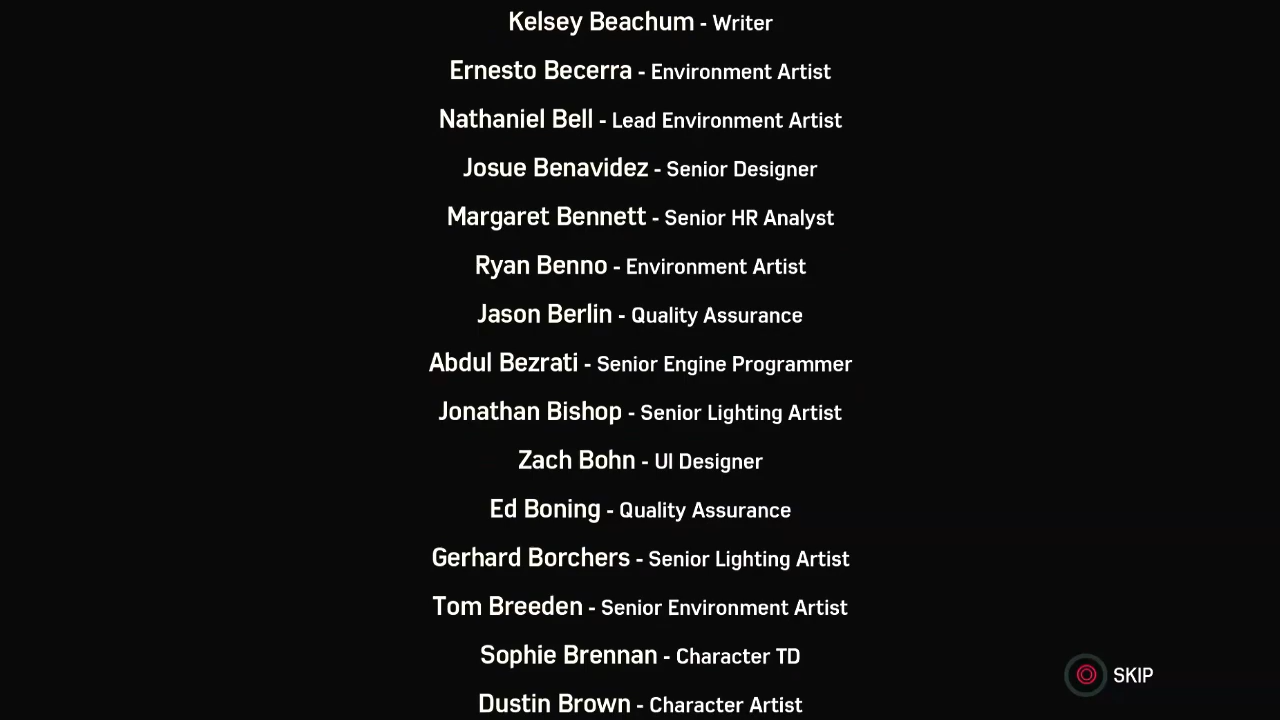 Kelsey Beachum - Writer
Ernesto Becerra - Environment Artist
Nathaniel Bell - Lead Environment Artist
Josue Benavidez - Senior Designer
Margaret Bennett - Senior HR Analyst
Ryan Benno - Environment Artist
Jason Berlin - Quality Assurance
Abdul Bezrati - Senior Engine Programmer
Jonathan Bishop - Senior Lighting Artist
Zach Bohn - UI Designer
Ed Boning - Quality Assurance
Gerhard Borchers - Senior Lighting Artist
Tom Breeden - Senior Environment Artist
Sophie Brennan - Character TD
SKIP
Dustin Brown - Character Artist